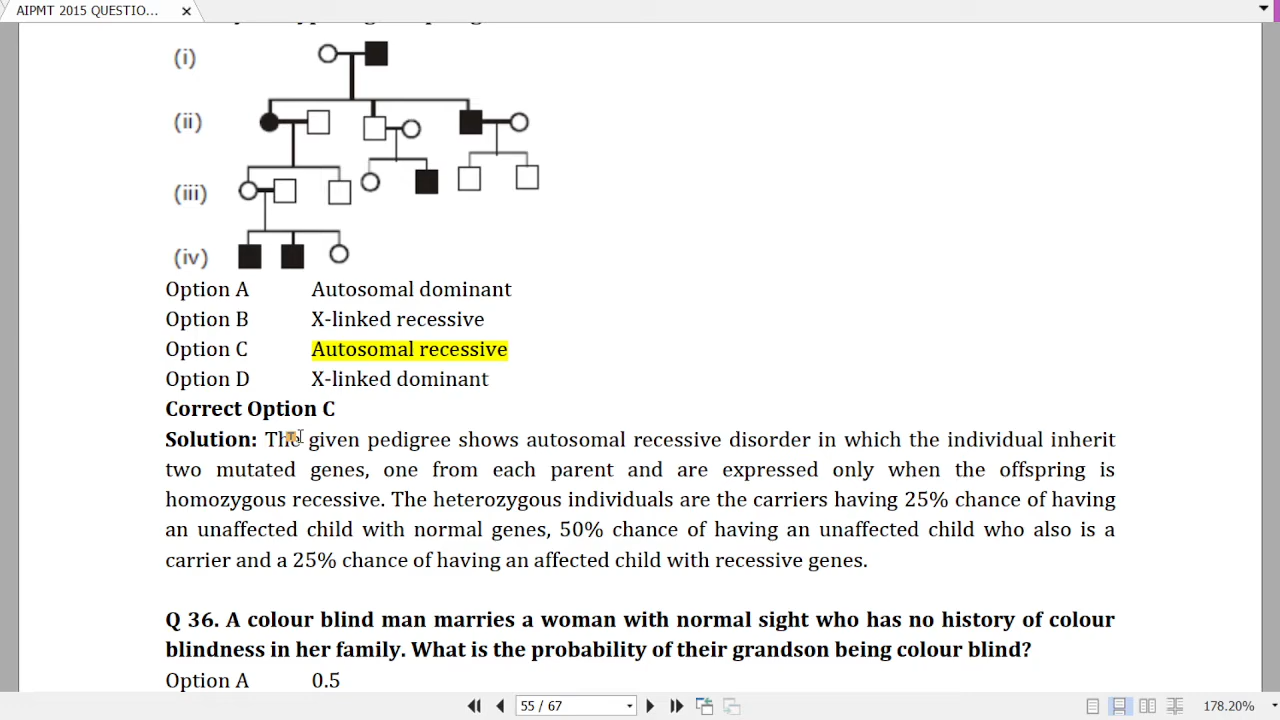 AIPMT 2015 QUESTIO...
(i)
(ii)
(iii)
(iv)
Option A Autosomal dominant
Option B X-linked recessive
Option C Autosomal recessive
Option D X-linked dominant
Correct Option C
Solution: The given pedigree shows autosomal recessive disorder in which the individual inherit
two mutated genes, one from each parent and are expressed only when the offspring is
homozygous recessive. The heterozygous individuals are the carriers having 25% chance of having
an unaffected child with normal genes, 50% chance of having an unaffected child who also is a
carrier and a 25% chance of having an affected child with recessive genes.
Q 36. A colour blind man marries a woman with normal sight who has no history of colour
blindness in her family. What is the probability of their grandson being colour blind?
Option A 0.5
55 / 67
178.20%